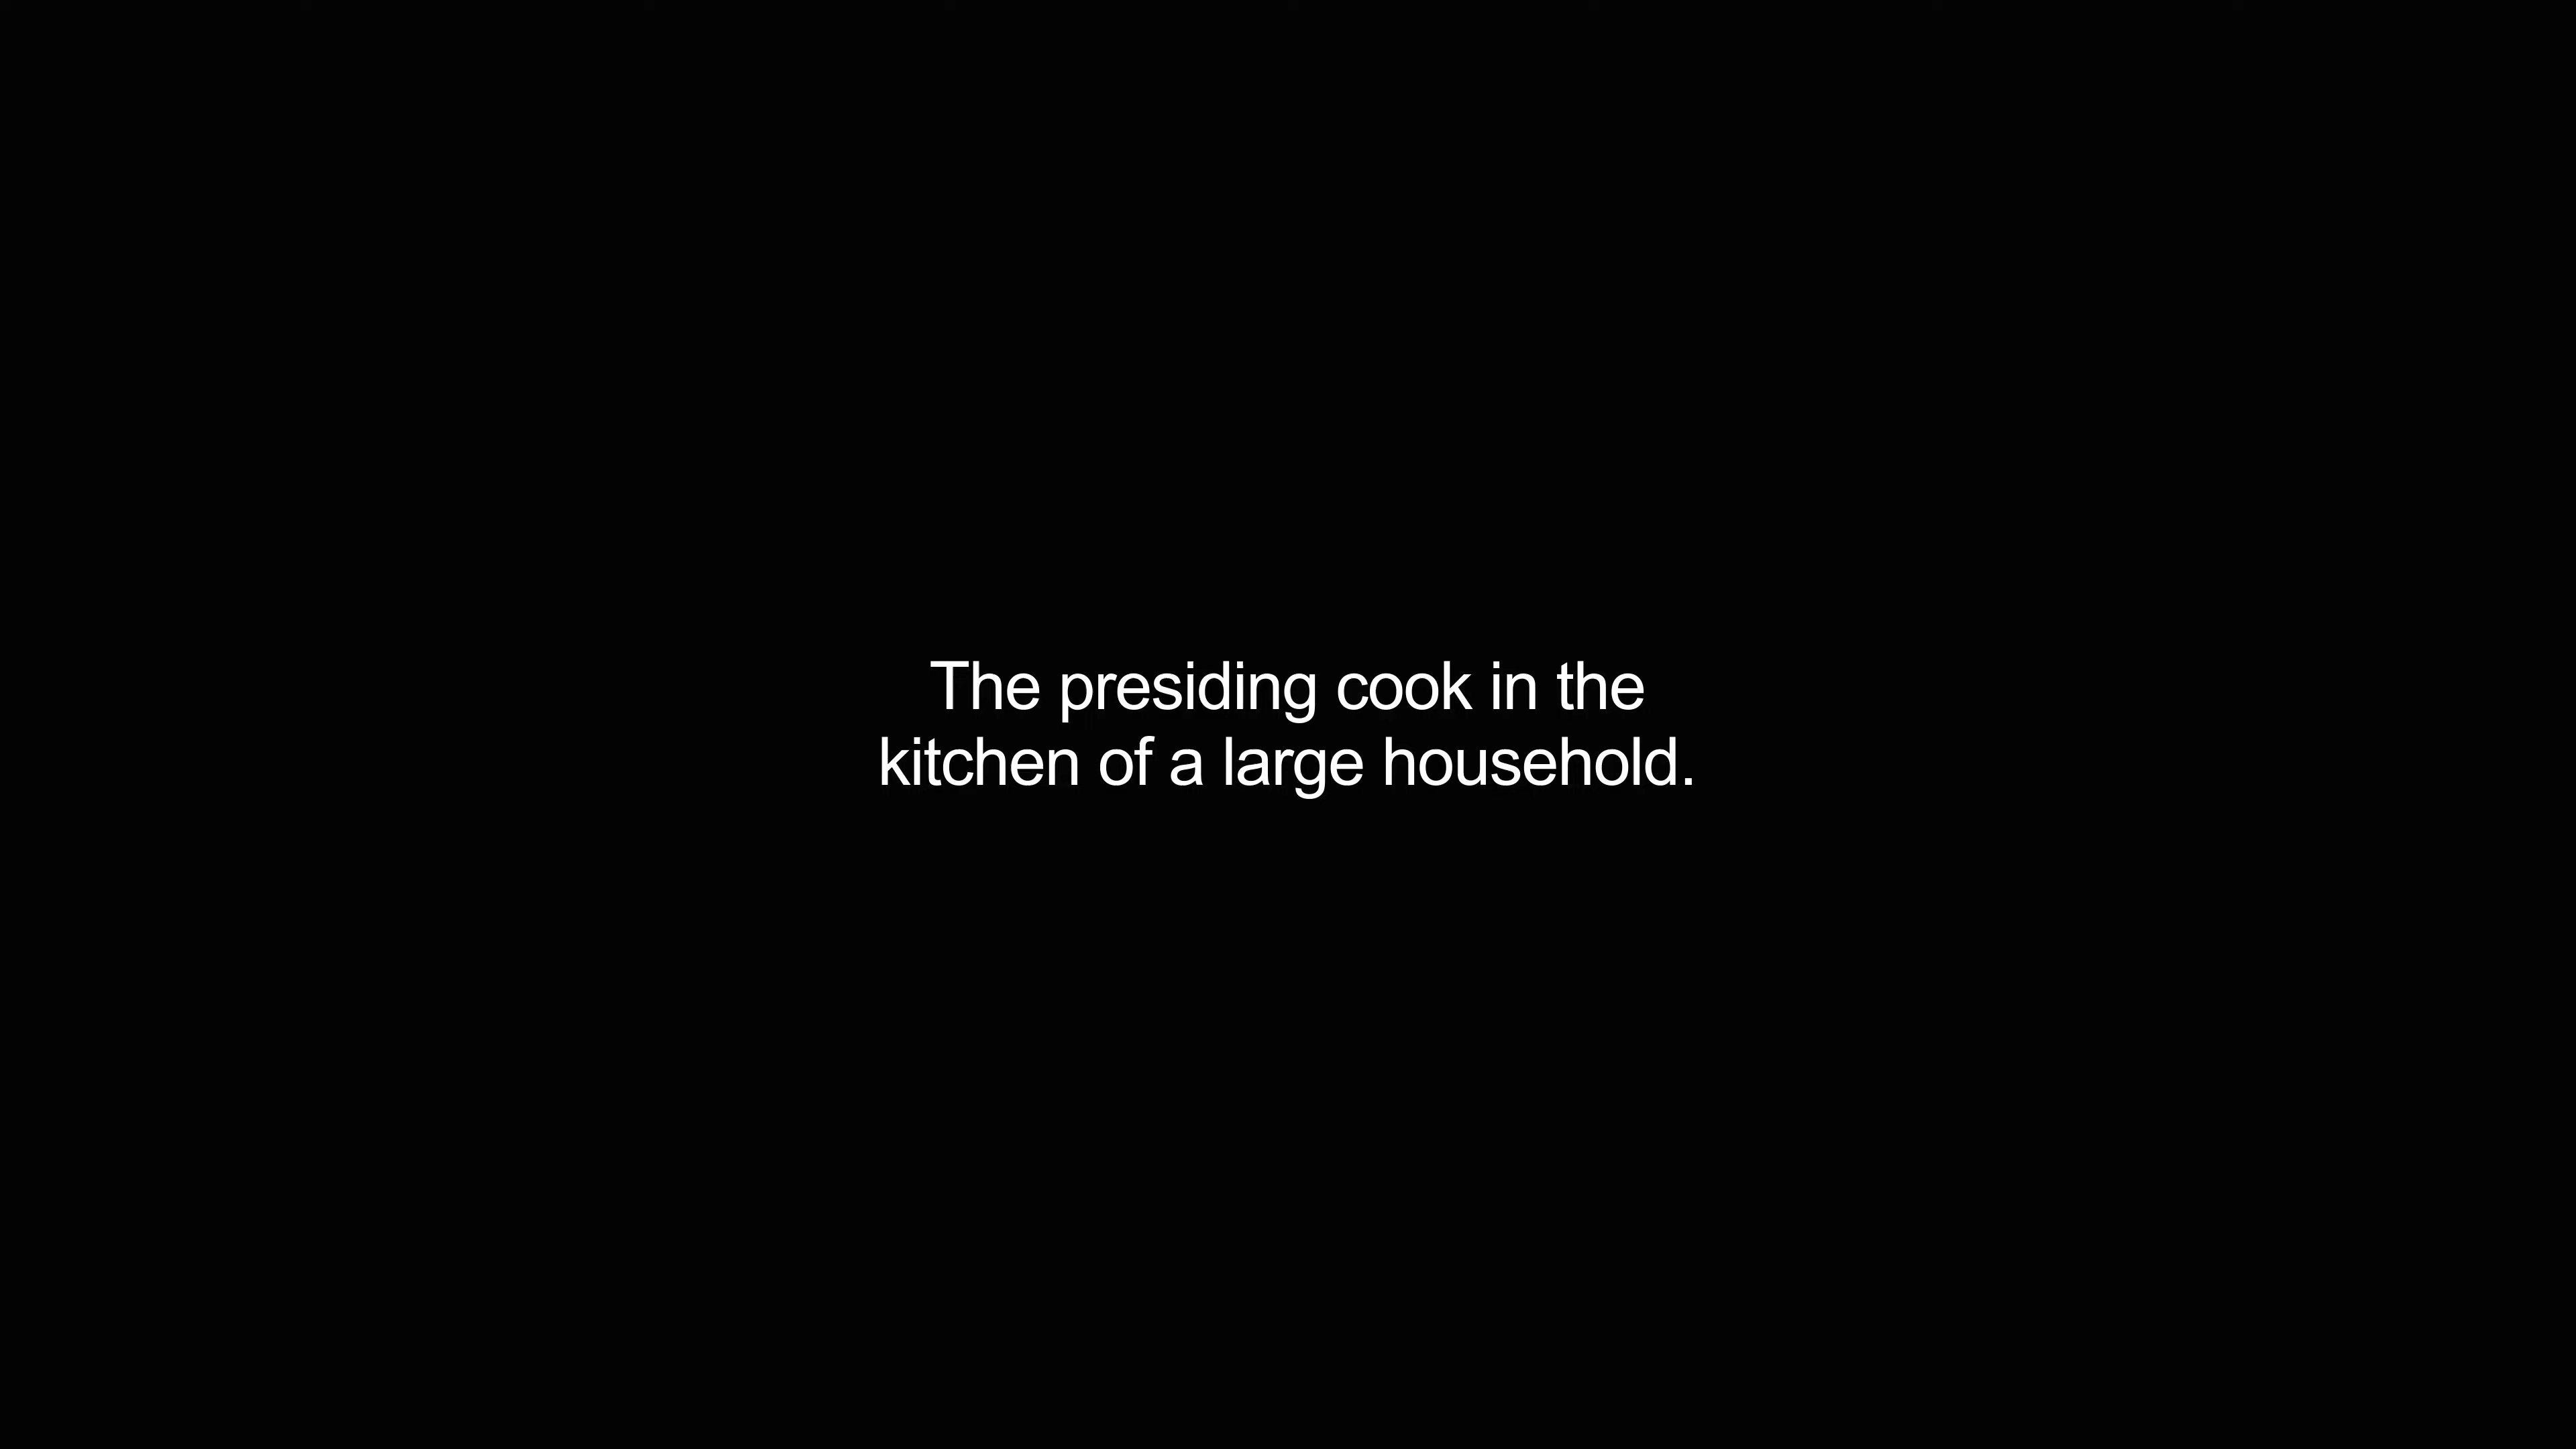 The presiding cook in the
kitchen of a large household.